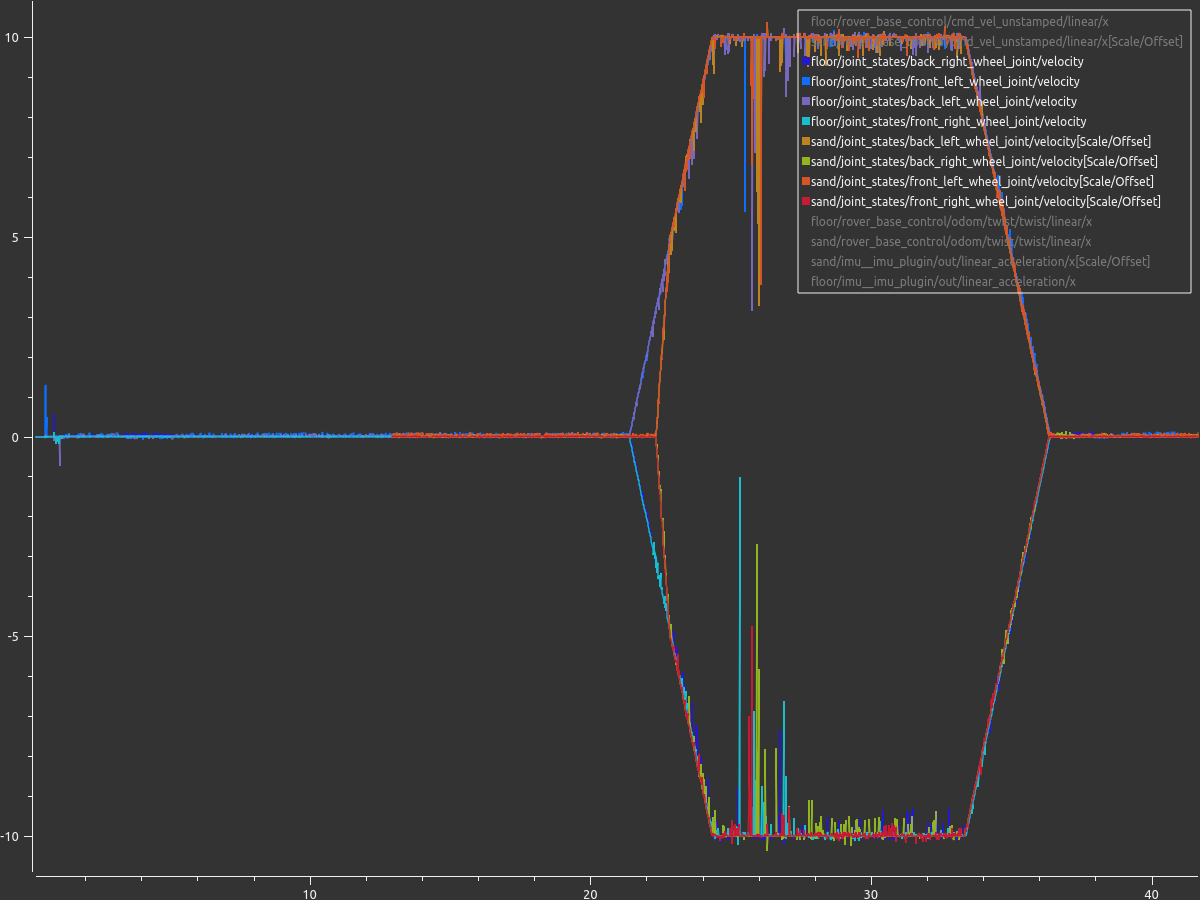 10
5
0
-5
-10
10
20
30
40
floor/rover_base_control/cmd_vel_unstamped/linear/x
cmd_vel_unstamped/linear/x[Scale/Offset]
floor/joint_states/back_right_wheel_joint/velocity
floor/joint_states/front_left_wheel_joint/velocity
floor/joint_states/back_left_wheel_joint/velocity
floor/joint_states/front_right_wheel_joint/velocity
sand/joint_states/back_left_wheel_joint/velocity[Scale/Offset]
sand/joint_states/back_right_wheel_joint/velocity[Scale/Offset]
sand/joint_states/front_left_wheel_joint/velocity[Scale/Offset]
sand/joint_states/front_right_wheel_joint/velocity[Scale/Offset]
floor/rover_base_control/odom/twist/twist/linear/x
sand/rover_base_control/odom/twist/twist/linear/x
sand/imu__imu_plugin/out/linear_acceleration/x[Scale/Offset]
floor/imu__imu_plugin/out/linear_acceleration/x